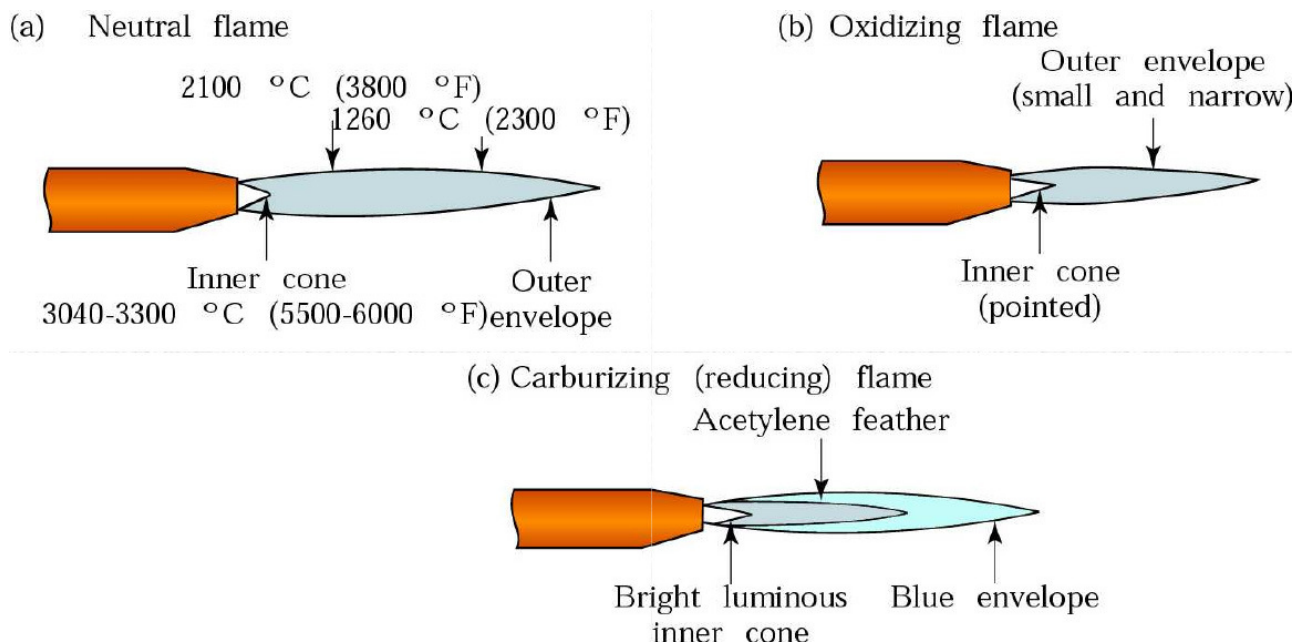 (a) Neutral flame
2100 °C (3800 °F)
1260 °C (2300 °F)
Inner cone
3040-3300 °C (5500-6000 °F)
Outer
envelope
(b) Oxidizing flame
Outer envelope
(small and narrow)
Inner cone
(pointed)
(c) Carburizing (reducing) flame
Acetylene feather
Bright luminous
inner cone
Blue envelope